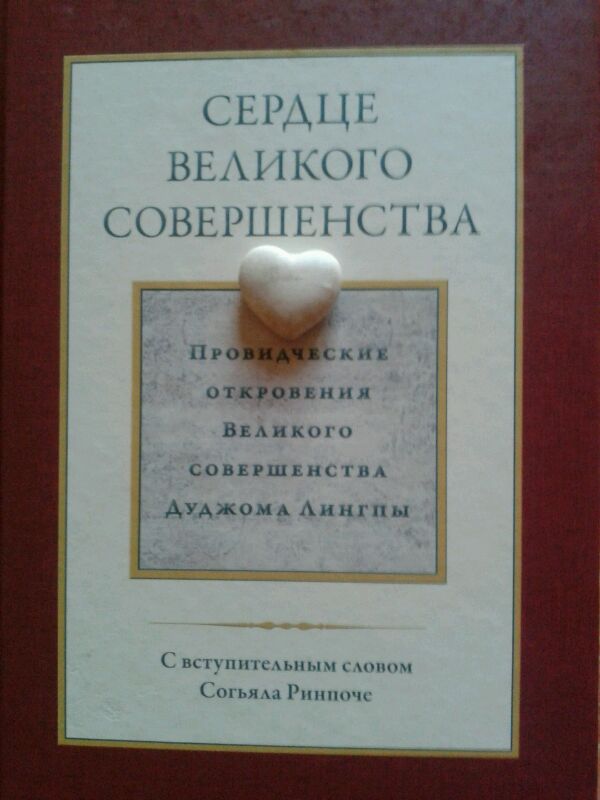 СЕРДЦЕ
ВЕЛИКОГО
СОВЕРШЕНСТВА
Провидческие
откровения
Великого
совершенства
Дуджома Лингпы
С вступительным словом
Согьяла Ринпоче